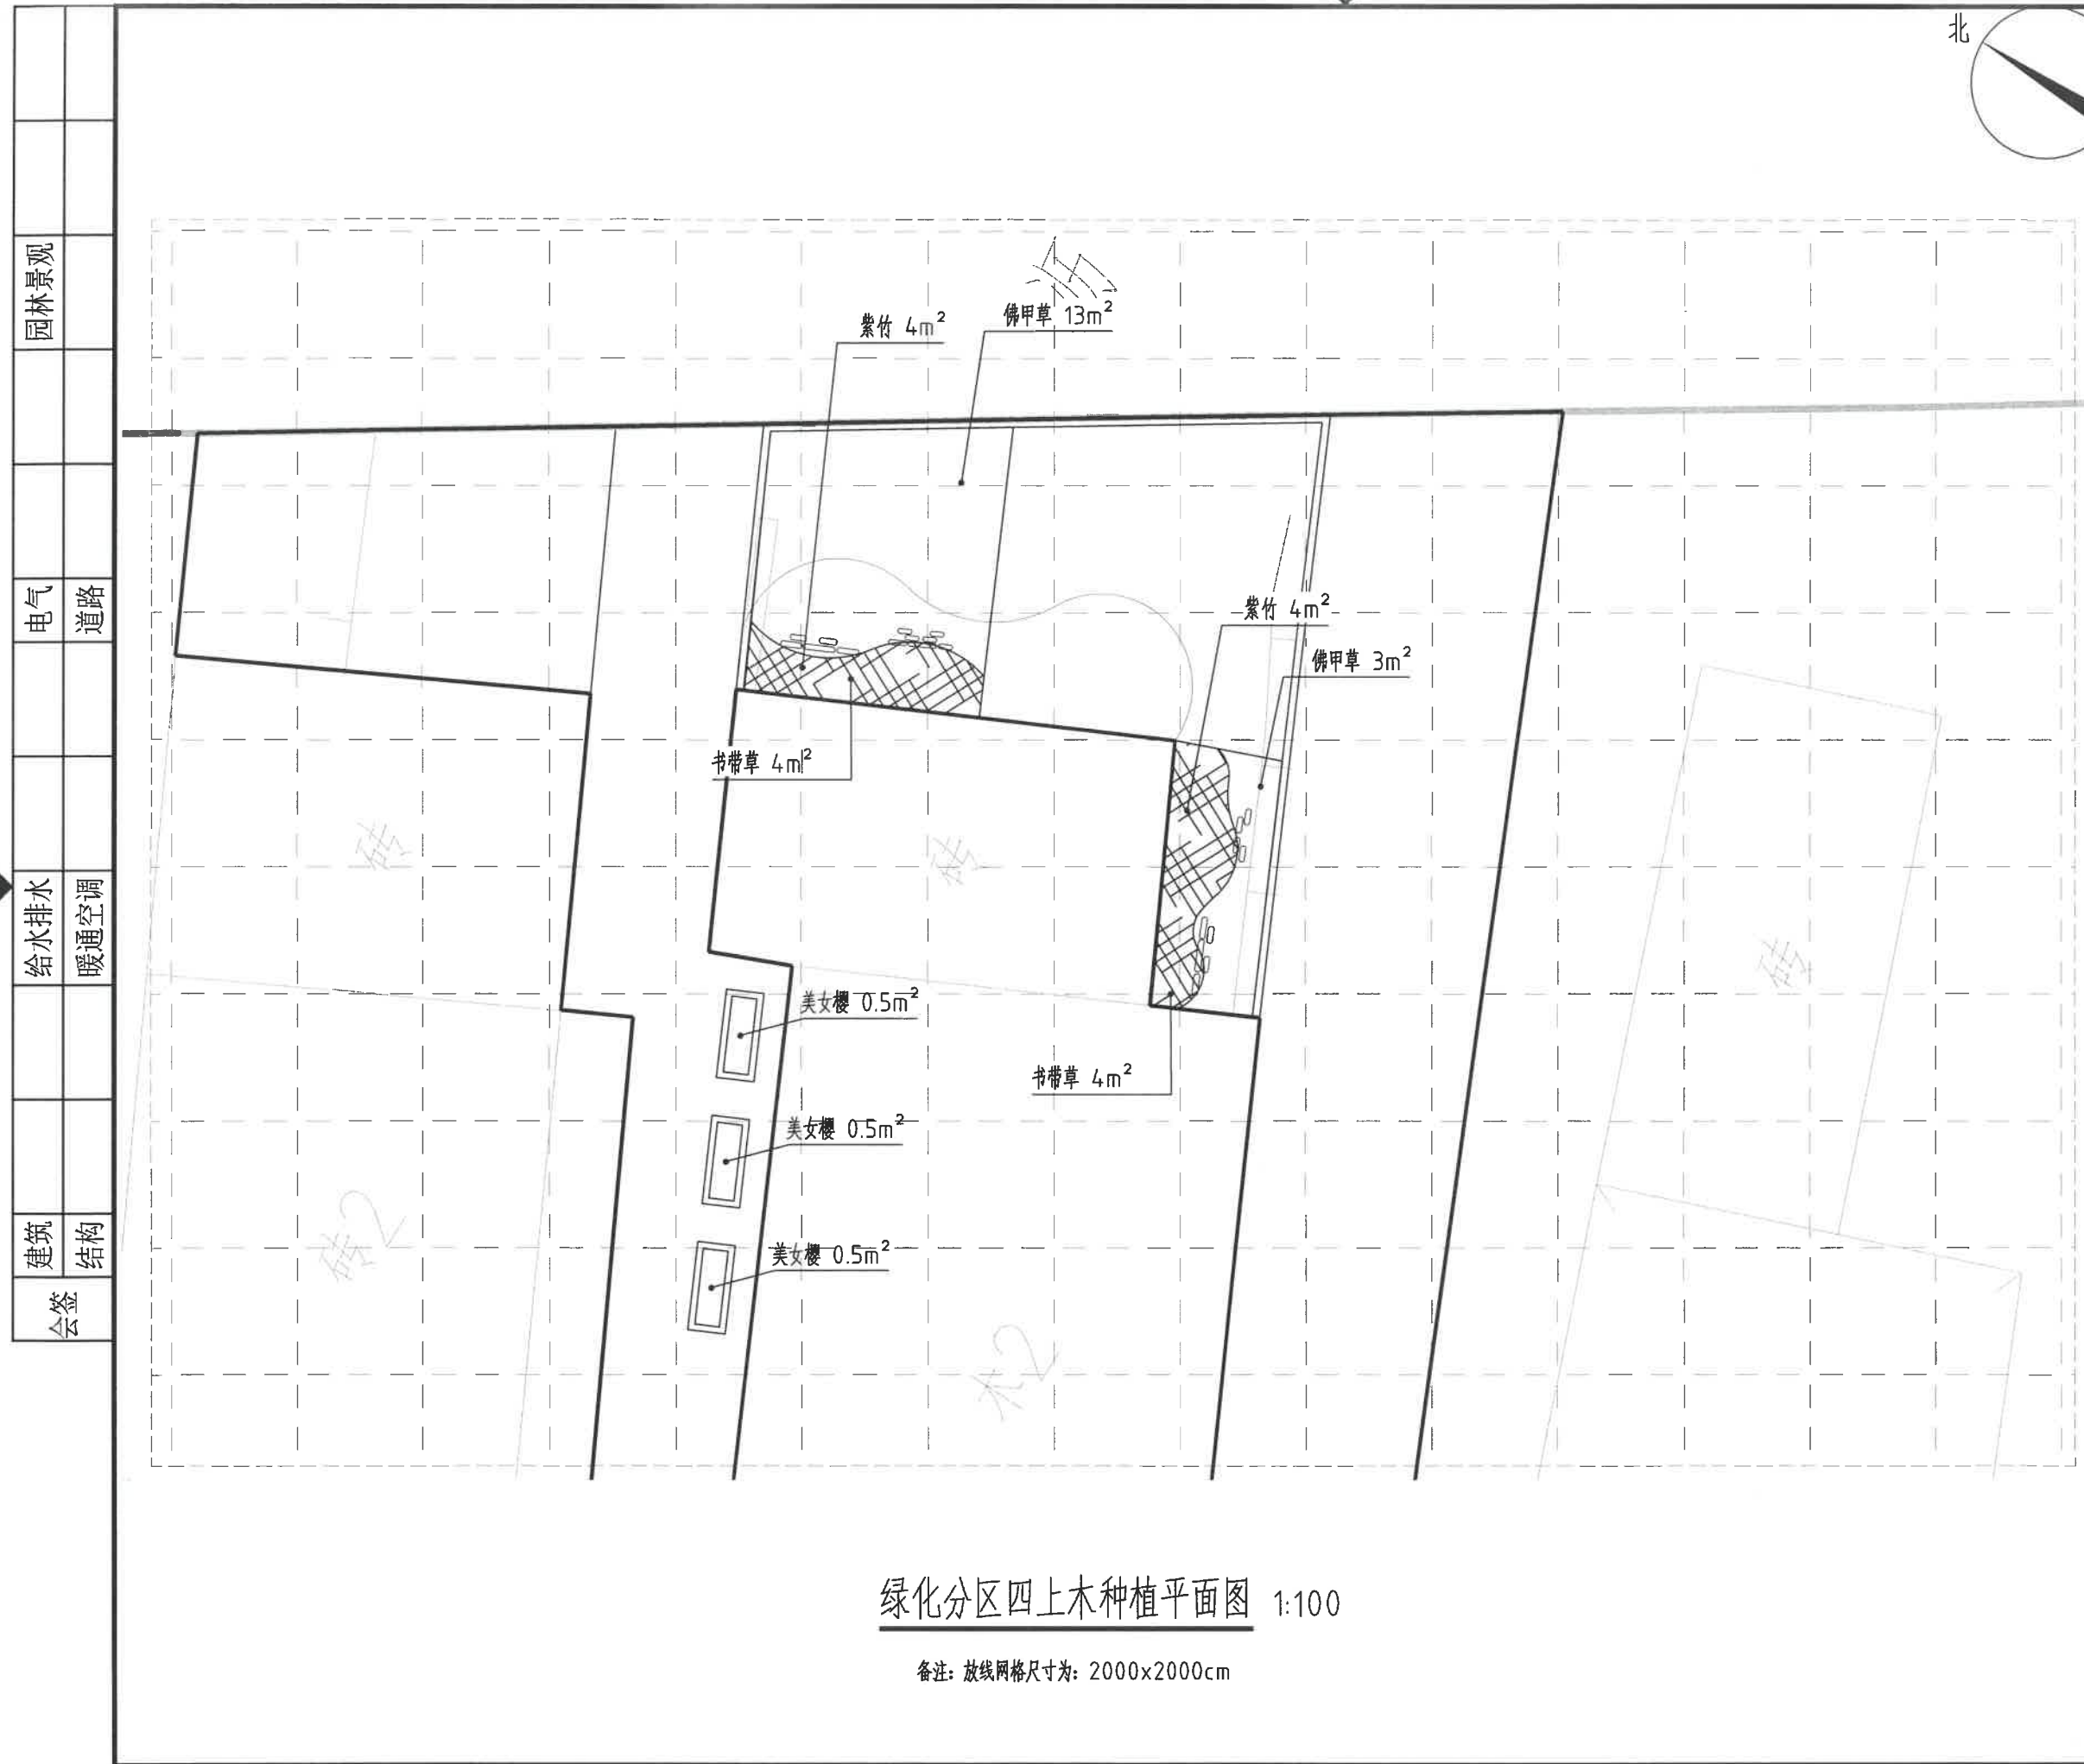 北
园林景观
电气
道路
给水排水
暖通空调
建筑
结构
会签
紫竹 4m²
佛甲草 13m²
紫竹 4m²
佛甲草 3m²
书带草 4m²
砖
砖
砖
美女樱 0.5m²
书带草 4m²
美女樱 0.5m²
砖2
美女樱 0.5m²
木2
绿化分区四上木种植平面图 1:100
备注: 放线网格尺寸为: 2000x2000cm